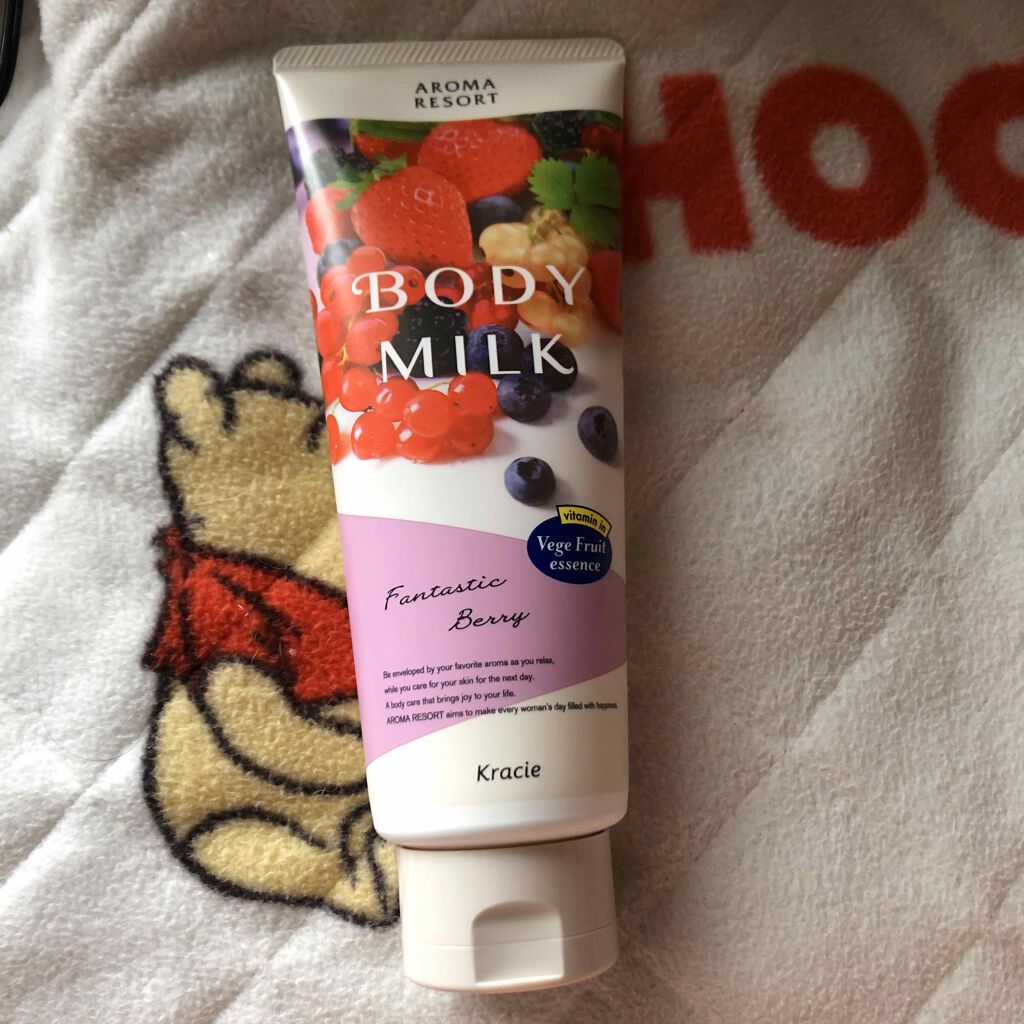 AROMA
RESORT
HOO
BODY
MILK
vitamin in
Vege Fruit
essence
Fantastic
Berry
Be enveloped by your favorite aroma as you relax,
while you care for your skin for the next day.
A body care that brings joy to your life.
AROMA RESORT aims to make every woman's day filled with happiness.
Kracie